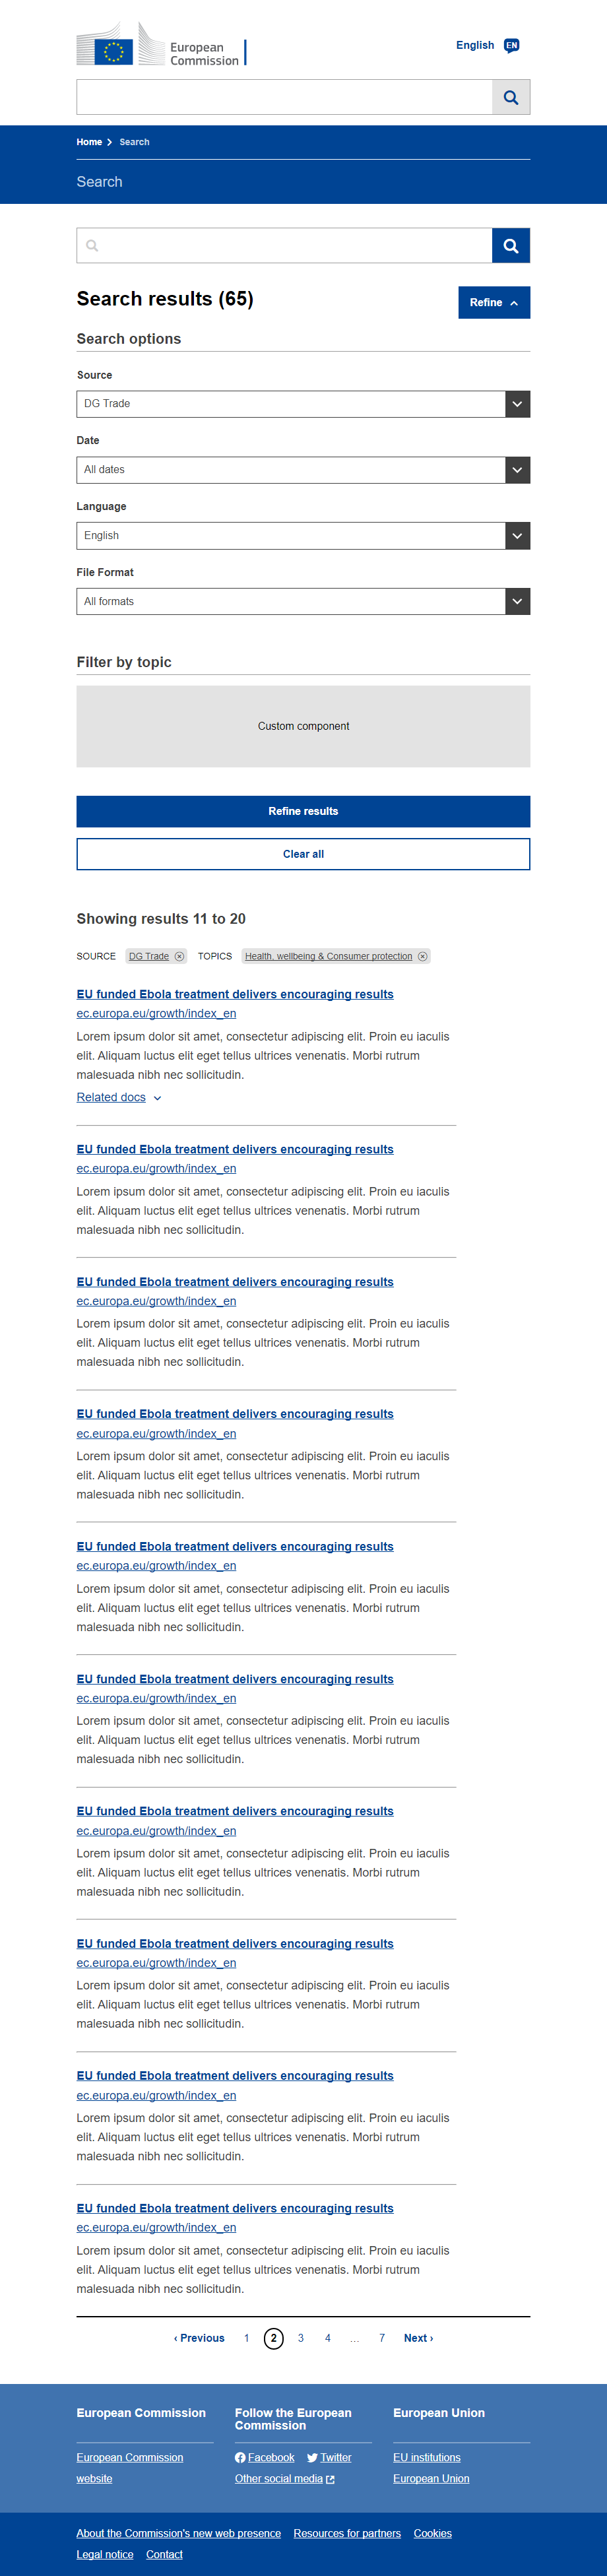 European
Commission
English EN
Home Search
Search
Search results (65)
Refine
Search options
Source
DG Trade
Date
All dates
Language
English
File Format
All formats
Filter by topic
Custom component
Refine results
Clear all
Showing results 11 to 20
SOURCE DG Trade TOPICS Health, wellbeing & Consumer protection
EU funded Ebola treatment delivers encouraging results
ec.europa.eu/growth/index_en
Lorem ipsum dolor sit amet, consectetur adipiscing elit. Proin eu iaculis
elit. Aliquam luctus elit eget tellus ultrices venenatis. Morbi rutrum
malesuada nibh nec sollicitudin.
Related docs
EU funded Ebola treatment delivers encouraging results
ec.europa.eu/growth/index_en
Lorem ipsum dolor sit amet, consectetur adipiscing elit. Proin eu iaculis
elit. Aliquam luctus elit eget tellus ultrices venenatis. Morbi rutrum
malesuada nibh nec sollicitudin.
EU funded Ebola treatment delivers encouraging results
ec.europa.eu/growth/index_en
Lorem ipsum dolor sit amet, consectetur adipiscing elit. Proin eu iaculis
elit. Aliquam luctus elit eget tellus ultrices venenatis. Morbi rutrum
malesuada nibh nec sollicitudin.
EU funded Ebola treatment delivers encouraging results
ec.europa.eu/growth/index_en
Lorem ipsum dolor sit amet, consectetur adipiscing elit. Proin eu iaculis
elit. Aliquam luctus elit eget tellus ultrices venenatis. Morbi rutrum
malesuada nibh nec sollicitudin.
EU funded Ebola treatment delivers encouraging results
ec.europa.eu/growth/index_en
Lorem ipsum dolor sit amet, consectetur adipiscing elit. Proin eu iaculis
elit. Aliquam luctus elit eget tellus ultrices venenatis. Morbi rutrum
malesuada nibh nec sollicitudin.
EU funded Ebola treatment delivers encouraging results
ec.europa.eu/growth/index_en
Lorem ipsum dolor sit amet, consectetur adipiscing elit. Proin eu iaculis
elit. Aliquam luctus elit eget tellus ultrices venenatis. Morbi rutrum
malesuada nibh nec sollicitudin.
EU funded Ebola treatment delivers encouraging results
ec.europa.eu/growth/index_en
Lorem ipsum dolor sit amet, consectetur adipiscing elit. Proin eu iaculis
elit. Aliquam luctus elit eget tellus ultrices venenatis. Morbi rutrum
malesuada nibh nec sollicitudin.
EU funded Ebola treatment delivers encouraging results
ec.europa.eu/growth/index_en
Lorem ipsum dolor sit amet, consectetur adipiscing elit. Proin eu iaculis
elit. Aliquam luctus elit eget tellus ultrices venenatis. Morbi rutrum
malesuada nibh nec sollicitudin.
EU funded Ebola treatment delivers encouraging results
ec.europa.eu/growth/index_en
Lorem ipsum dolor sit amet, consectetur adipiscing elit. Proin eu iaculis
elit. Aliquam luctus elit eget tellus ultrices venenatis. Morbi rutrum
malesuada nibh nec sollicitudin.
EU funded Ebola treatment delivers encouraging results
ec.europa.eu/growth/index_en
Lorem ipsum dolor sit amet, consectetur adipiscing elit. Proin eu iaculis
elit. Aliquam luctus elit eget tellus ultrices venenatis. Morbi rutrum
malesuada nibh nec sollicitudin.
‹ Previous 1 2 3 4 … 7 Next ›
European Commission
European Commission
website
Follow the European
Commission
Facebook Twitter
Other social media
European Union
EU institutions
European Union
About the Commission's new web presence Resources for partners Cookies
Legal notice Contact